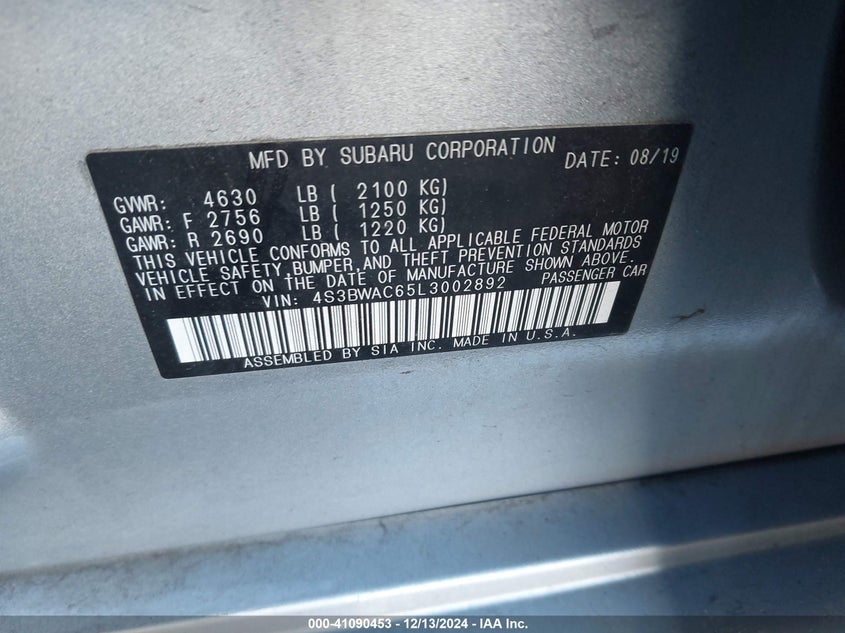 MFD BY SUBARU CORPORATION DATE: 08/19
GVWR: 4630 LB ( 2100 KG)
GAWR: F 2756 LB ( 1250 KG)
GAWR: R 2690 LB ( 1220 KG)
THIS VEHICLE CONFORMS TO ALL APPLICABLE FEDERAL MOTOR
VEHICLE SAFETY,BUMPER,AND THEFT PREVENTION STANDARDS
IN EFFECT ON THE DATE OF MANUFACTURE SHOWN ABOVE.
VIN: 4S3BWAC65L3002892 PASSENGER CAR
ASSEMBLED BY SIA INC. MADE IN U.S.A.
000-41090453 - 12/13/2024 - IAA Inc.